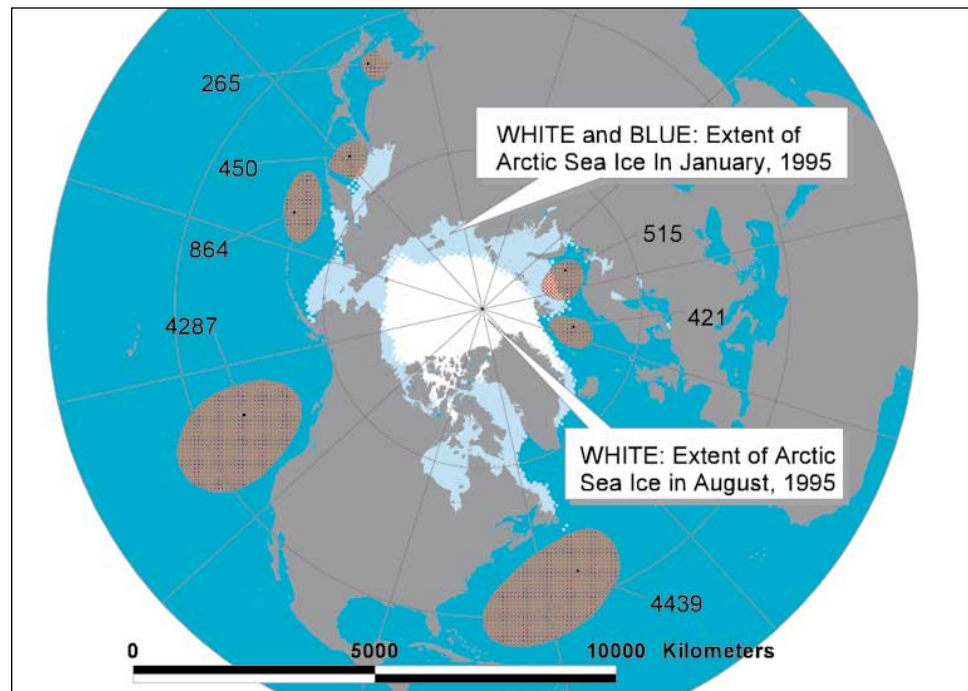 265
WHITE and BLUE: Extent of
Arctic Sea Ice In January, 1995
450
864
515
4287
421
WHITE: Extent of Arctic
Sea Ice in August, 1995
4439
0 5000 10000 Kilometers